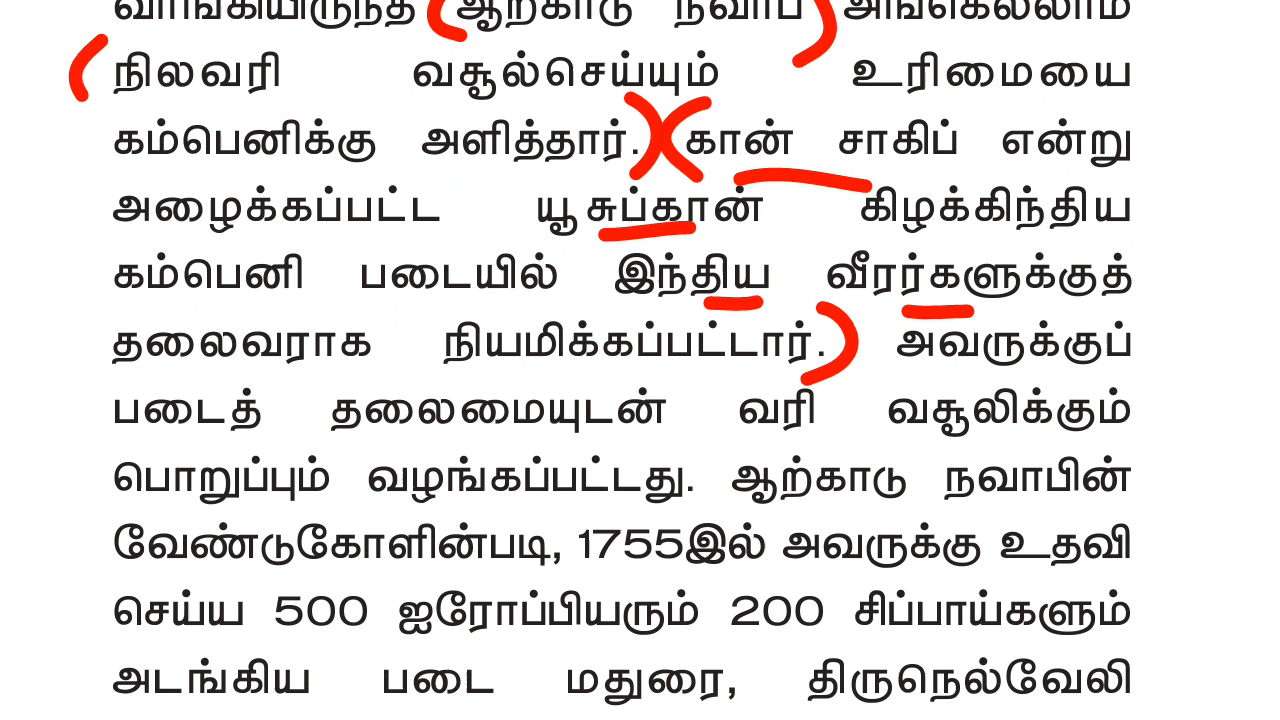 வாங்கியிருந்த ஆற்காடு நவாப் அங்கெல்லாம்
நிலவரி வசூல்செய்யும் உரிமையை
கம்பெனிக்கு அளித்தார். கான் சாகிப் என்று
அழைக்கப்பட்ட யூசுப்கான் கிழக்கிந்திய
கம்பெனி படையில் இந்திய வீரர்களுக்குத்
தலைவராக நியமிக்கப்பட்டார். அவருக்குப்
படைத் தலைமையுடன் வரி வசூலிக்கும்
பொறுப்பும் வழங்கப்பட்டது. ஆற்காடு நவாபின்
வேண்டுகோளின்படி, 1755இல் அவருக்கு உதவி
செய்ய 500 ஐரோப்பியரும் 200 சிப்பாய்களும்
அடங்கிய படை மதுரை, திருநெல்வேலி